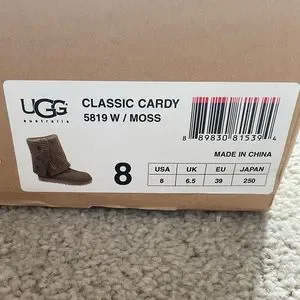 UGG
australia
CLASSIC CARDY
5819 W / MOSS
8 89830 81539 4
MADE IN CHINA
8
USA UK EU JAPAN
8 6.5 39 250